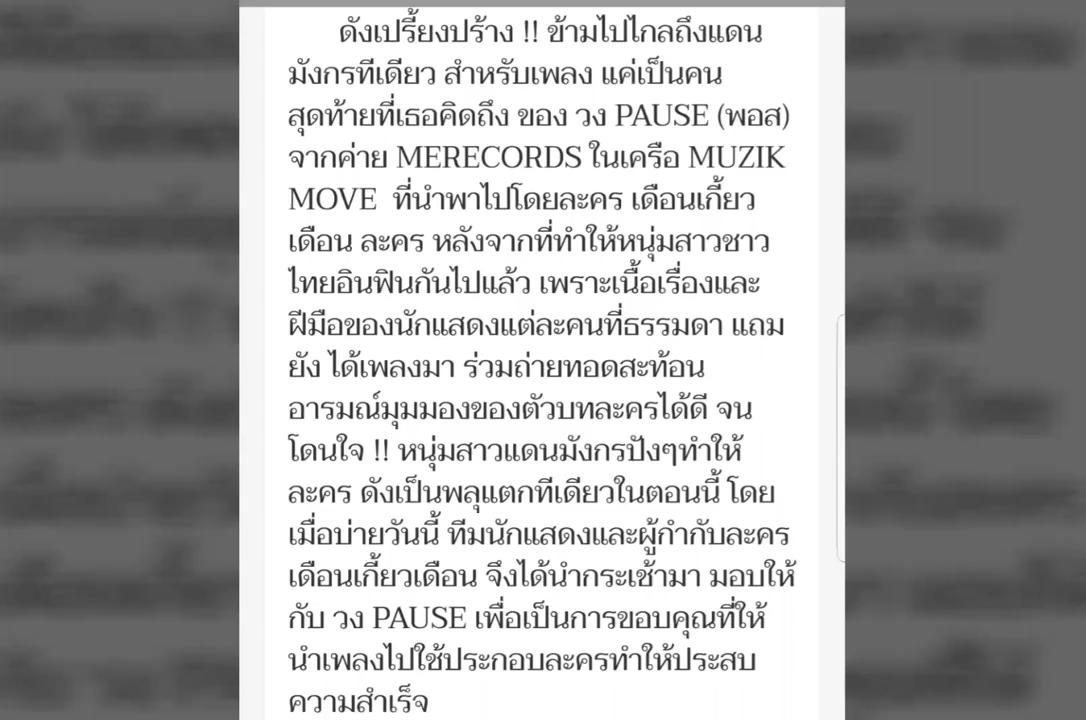 ดังเปรี้ยงปร้าง !! ข้ามไปไกลถึงแดน
มังกรทีเดียว สำหรับเพลง แค่เป็นคน
สุดท้ายที่เธอคิดถึง ของ วง PAUSE (พอส)
จากค่าย MERECORDS ในเครือ MUZIK
MOVE ที่นำพาไปโดยละคร เดือนเกี้ยว
เดือน ละคร หลังจากที่ทำให้หนุ่มสาวชาว
ไทยอินฟินกันไปแล้ว เพราะเนื้อเรื่องและ
ฝีมือของนักแสดงแต่ละคนที่ธรรมดา แถม
ยัง ได้เพลงมา ร่วมถ่ายทอดสะท้อน
อารมณ์มุมมองของตัวบทละครได้ดี จน
โดนใจ !! หนุ่มสาวแดนมังกรปังๆทำให้
ละคร ดังเป็นพลุแตกทีเดียวในตอนนี้ โดย
เมื่อบ่ายวันนี้ ทีมนักแสดงและผู้กำกับละคร
เดือนเกี้ยวเดือน จึงได้นำกระเช้ามา มอบให้
กับ วง PAUSE เพื่อเป็นการขอบคุณที่ให้
นำเพลงไปใช้ประกอบละครทำให้ประสบ
ความสำเร็จ